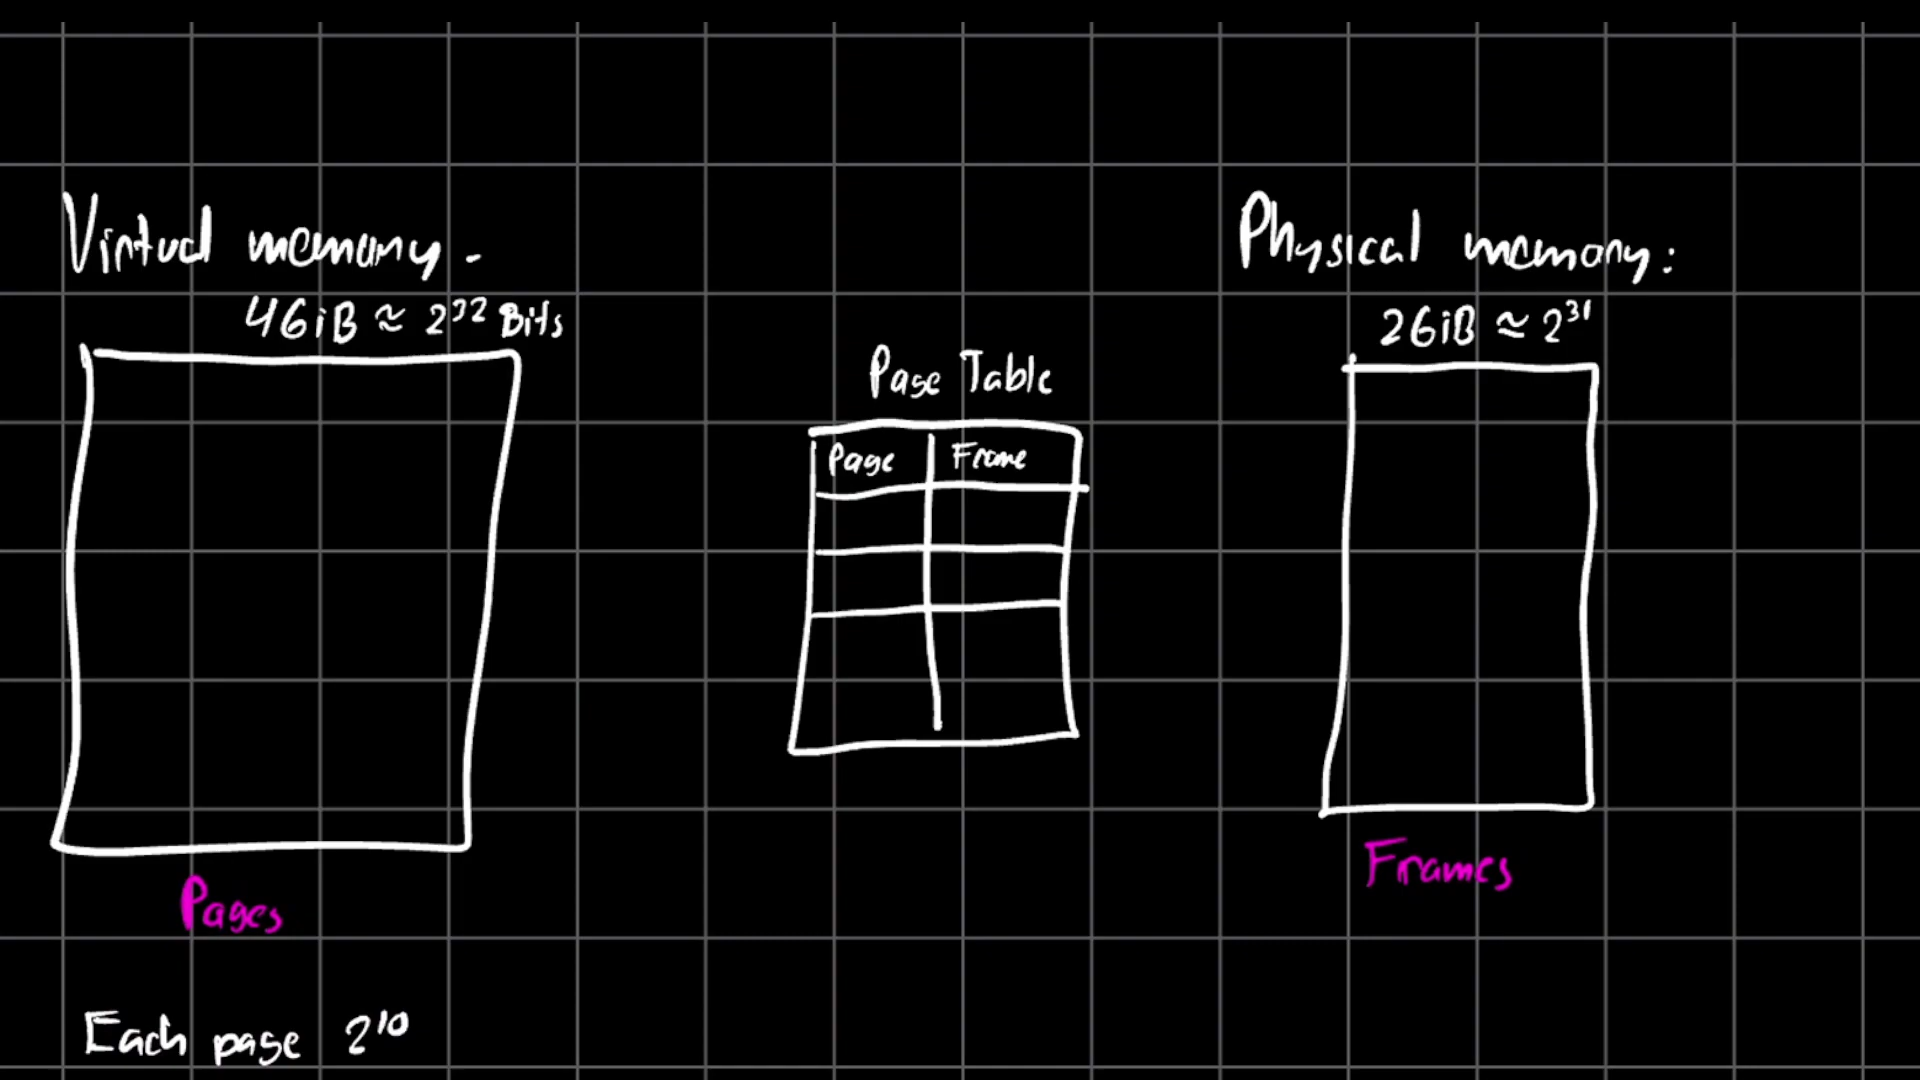 Virtual memory.
4GiB ≈ 2³² Bits
Pages
Each page 2¹⁰
Page Table
Page Frame
Physical memory:
2GiB ≈ 2³¹
Frames